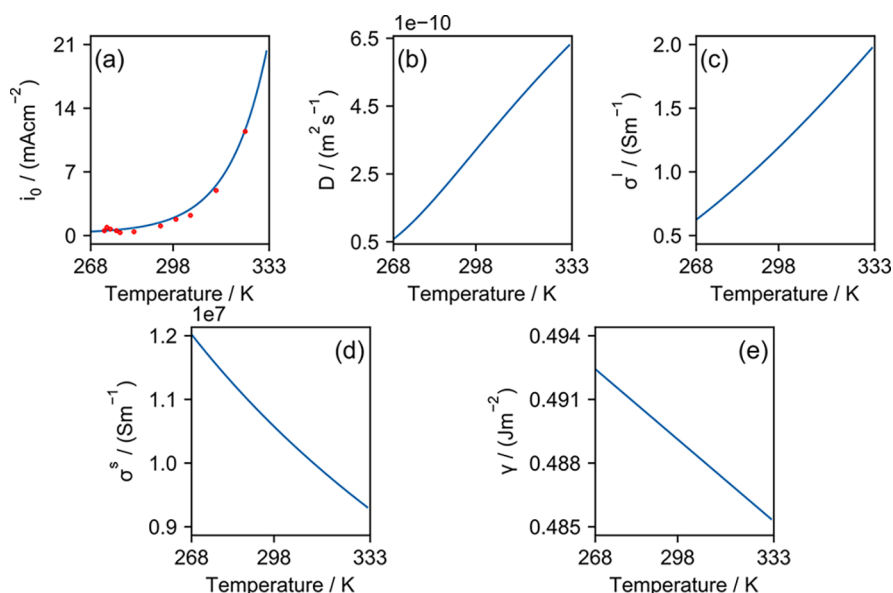 (a)
i₀ / (mAcm⁻²)
21
14
7
0
268 298 333
Temperature / K
1e−10
(b)
D / (m² s⁻¹)
6.5
4.5
2.5
0.5
268 298 333
Temperature / K
(c)
σˡ / (Sm⁻¹)
2.0
1.5
1.0
0.5
268 298 333
Temperature / K
1e7
(d)
σˢ / (Sm⁻¹)
1.2
1.1
1.0
0.9
268 298 333
Temperature / K
(e)
γ / (Jm⁻²)
0.494
0.491
0.488
0.485
268 298 333
Temperature / K